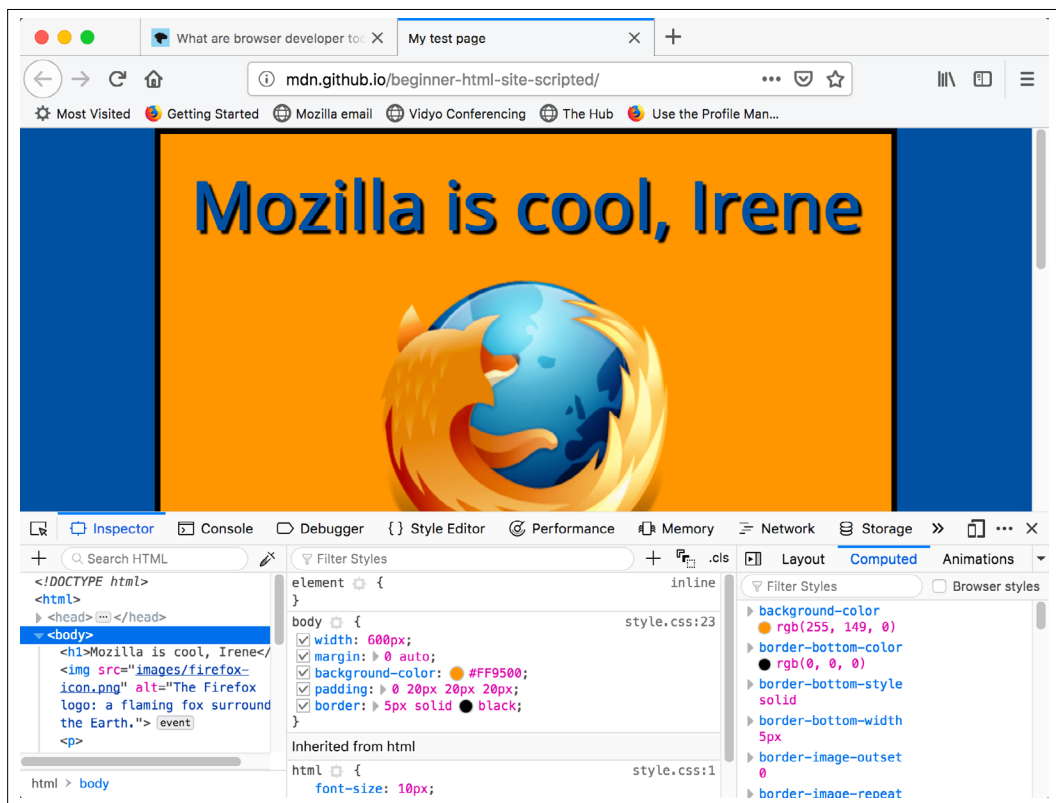 What are browser developer too
My test page
mdn.github.io/beginner-html-site-scripted/
Most Visited Getting Started Mozilla email Vidyo Conferencing The Hub Use the Profile Man...
Mozilla is cool, Irene
Inspector Console Debugger { } Style Editor Performance Memory Network Storage
Search HTML
<!DOCTYPE html>
<html>
<head> ... </head>
<body>
<h1>Mozilla is cool, Irene</
<img src="images/firefox-
icon.png" alt="The Firefox
logo: a flaming fox surround
the Earth."> event
<p>
html > body
Filter Styles + .cls
element { inline
}
body { style.css:23
width: 600px;
margin: 0 auto;
background-color: #FF9500;
padding: 0 20px 20px 20px;
border: 5px solid black;
}
Inherited from html
html { style.css:1
font-size: 10px;
Layout Computed Animations
Filter Styles Browser styles
background-color
rgb(255, 149, 0)
border-bottom-color
rgb(0, 0, 0)
border-bottom-style
solid
border-bottom-width
5px
border-image-outset
0
border-image-repeat